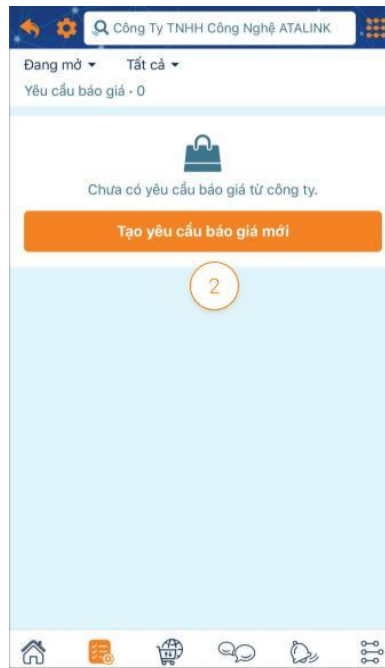 Công Ty TNHH Công Nghệ ATALINK
Đang mở Tất cả
Yêu cầu báo giá - 0
Chưa có yêu cầu báo giá từ công ty.
Tạo yêu cầu báo giá mới
2